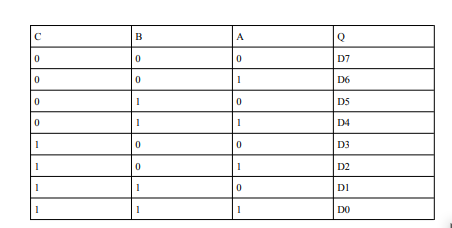 C B A Q
0 0 0 D7
0 0 1 D6
0 1 0 D5
0 1 1 D4
1 0 0 D3
1 0 1 D2
1 1 0 D1
1 1 1 D0